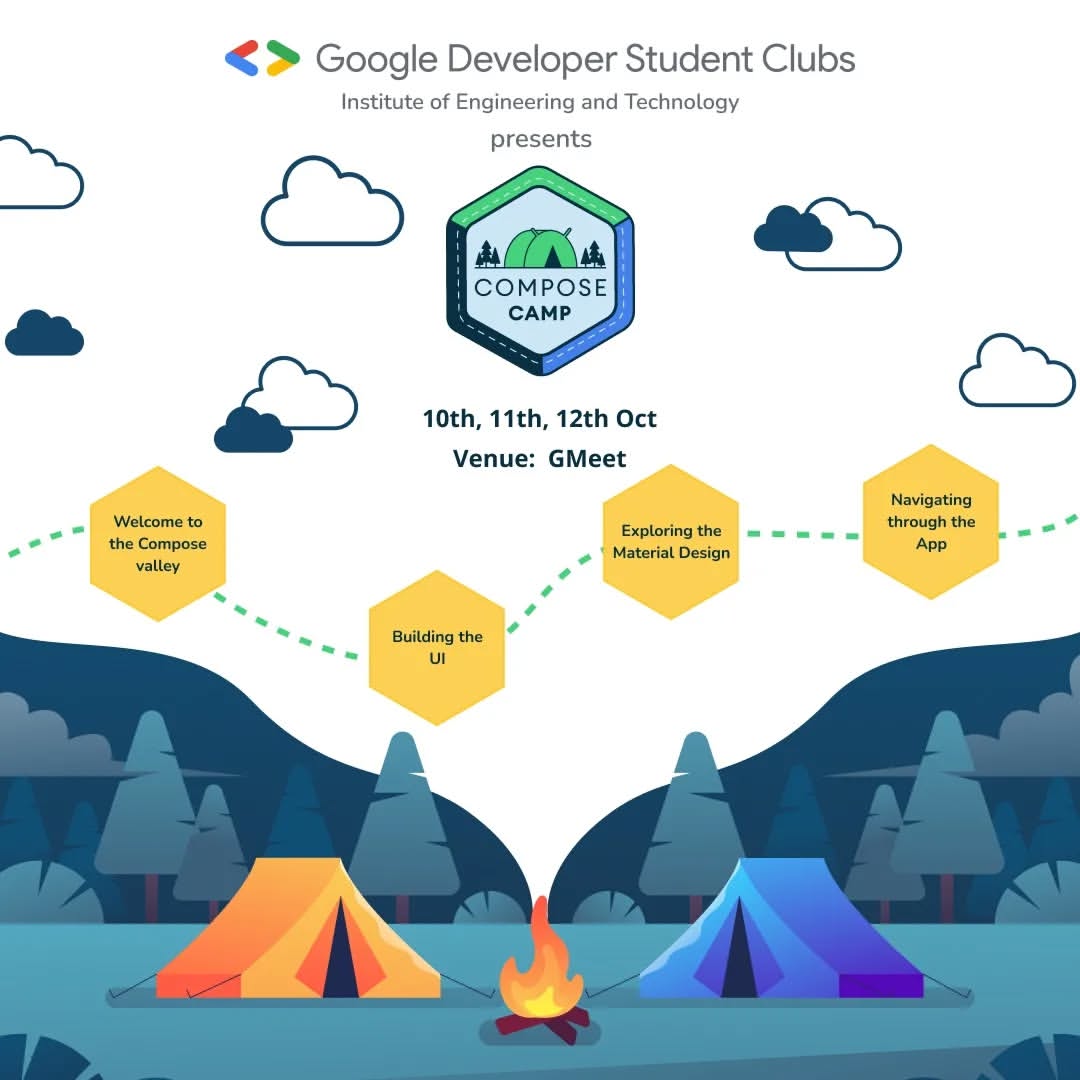 Google Developer Student Clubs
Institute of Engineering and Technology
presents
COMPOSE
CAMP
10th, 11th, 12th Oct
Venue: GMeet
Welcome to
the Compose
valley
Building the
UI
Exploring the
Material Design
Navigating
through the
App